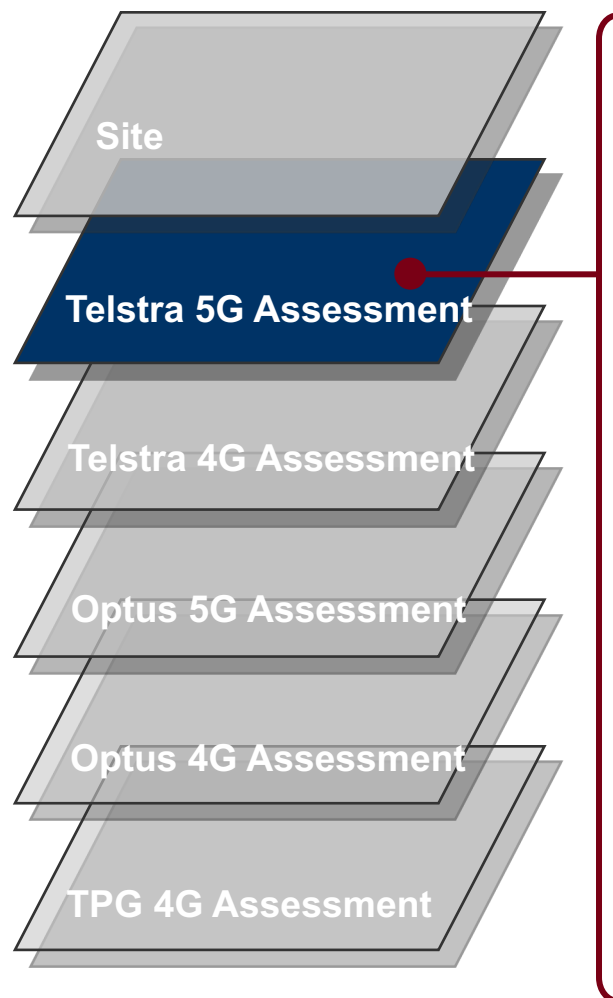 Site
Telstra 5G Assessment
Telstra 4G Assessment
Optus 5G Assessment
Optus 4G Assessment
TPG 4G Assessment